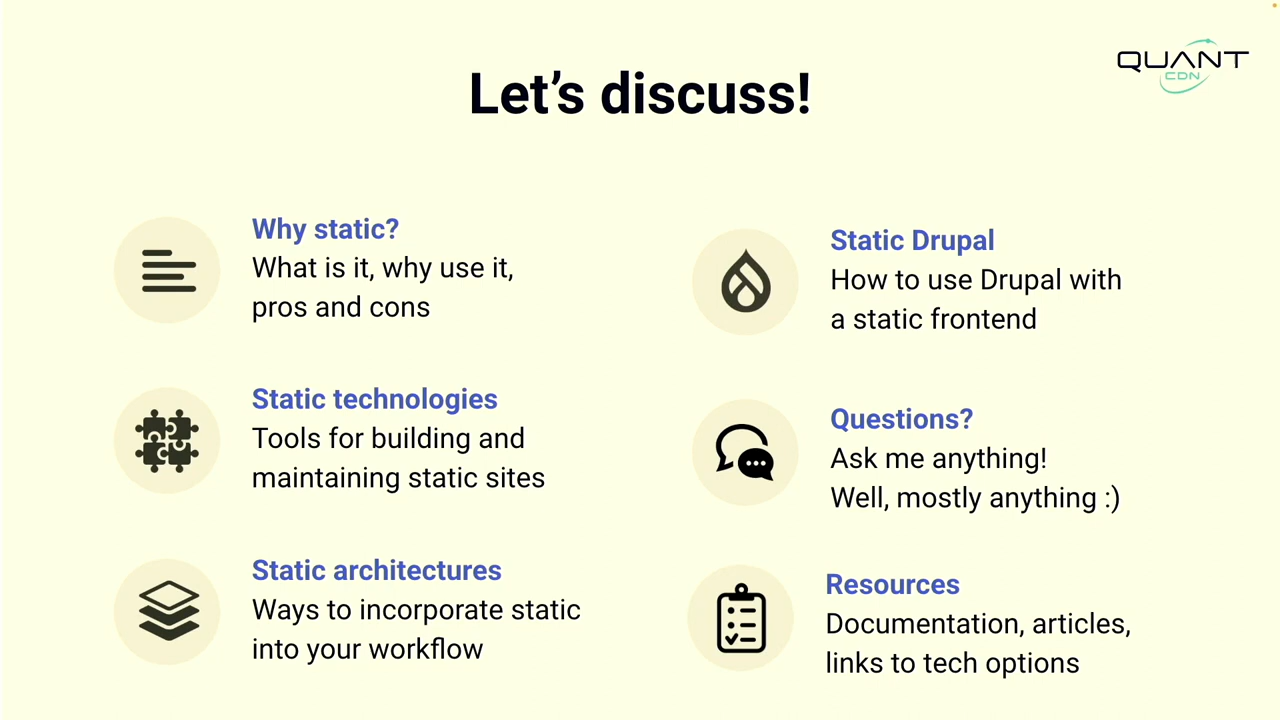 QUANT
CDN
Let's discuss!
Why static?
What is it, why use it,
pros and cons
Static technologies
Tools for building and
maintaining static sites
Static architectures
Ways to incorporate static
into your workflow
Static Drupal
How to use Drupal with
a static frontend
Questions?
Ask me anything!
Well, mostly anything :)
Resources
Documentation, articles,
links to tech options